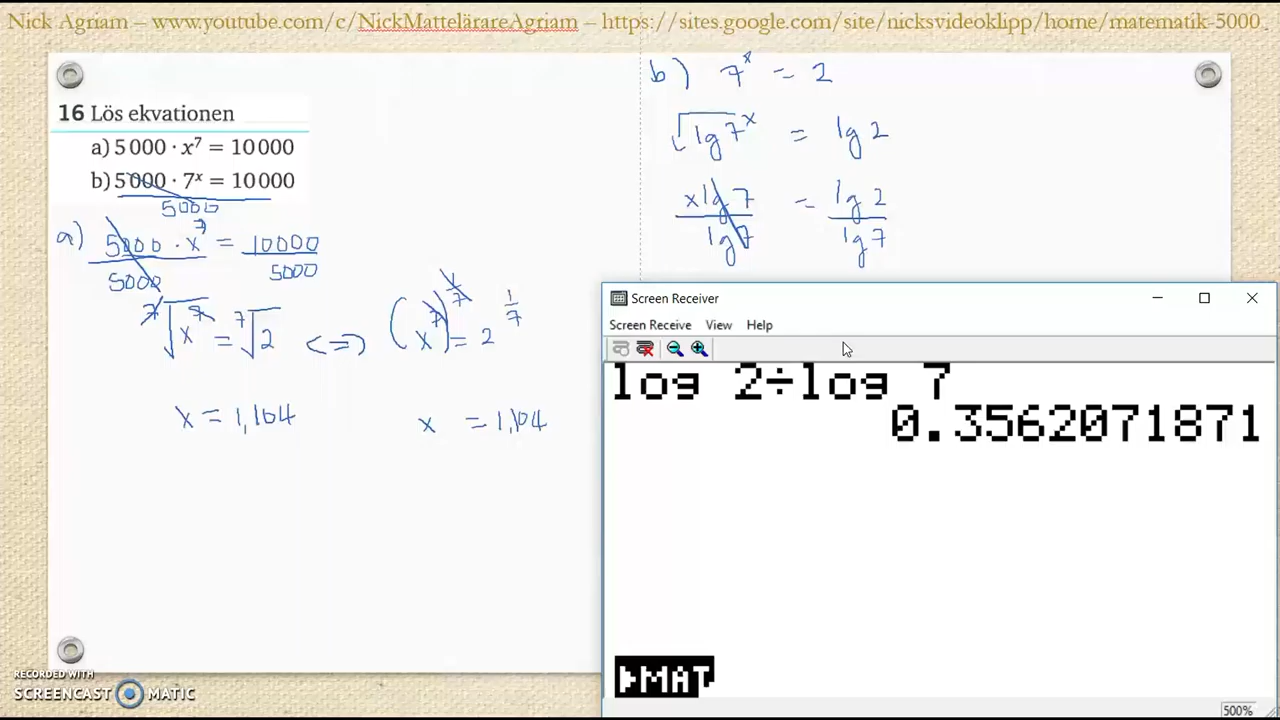 Nick Agriam – www.youtube.com/c/NickMattelärareAgriam – https://sites.google.com/site/nicksvideoklipp/home/matematik-5000
16 Lös ekvationen
a) 5 000 · x⁷ = 10 000
b) 5 000 · 7ˣ = 10 000
5000
a) 5000 · x⁷ = 10000
5000 5000
⁷√x⁷ = ⁷√2 <=> (x⁷)^1/7 = 2^1/7
x = 1,104 x = 1,104
b) 7ˣ = 2
lg 7ˣ = lg 2
x lg 7 = lg 2
lg 7 lg 7
Screen Receiver
Screen Receive View Help
log 2÷log 7
0.3562071871
▶MAT
RECORDED WITH
SCREENCAST MATIC
500%